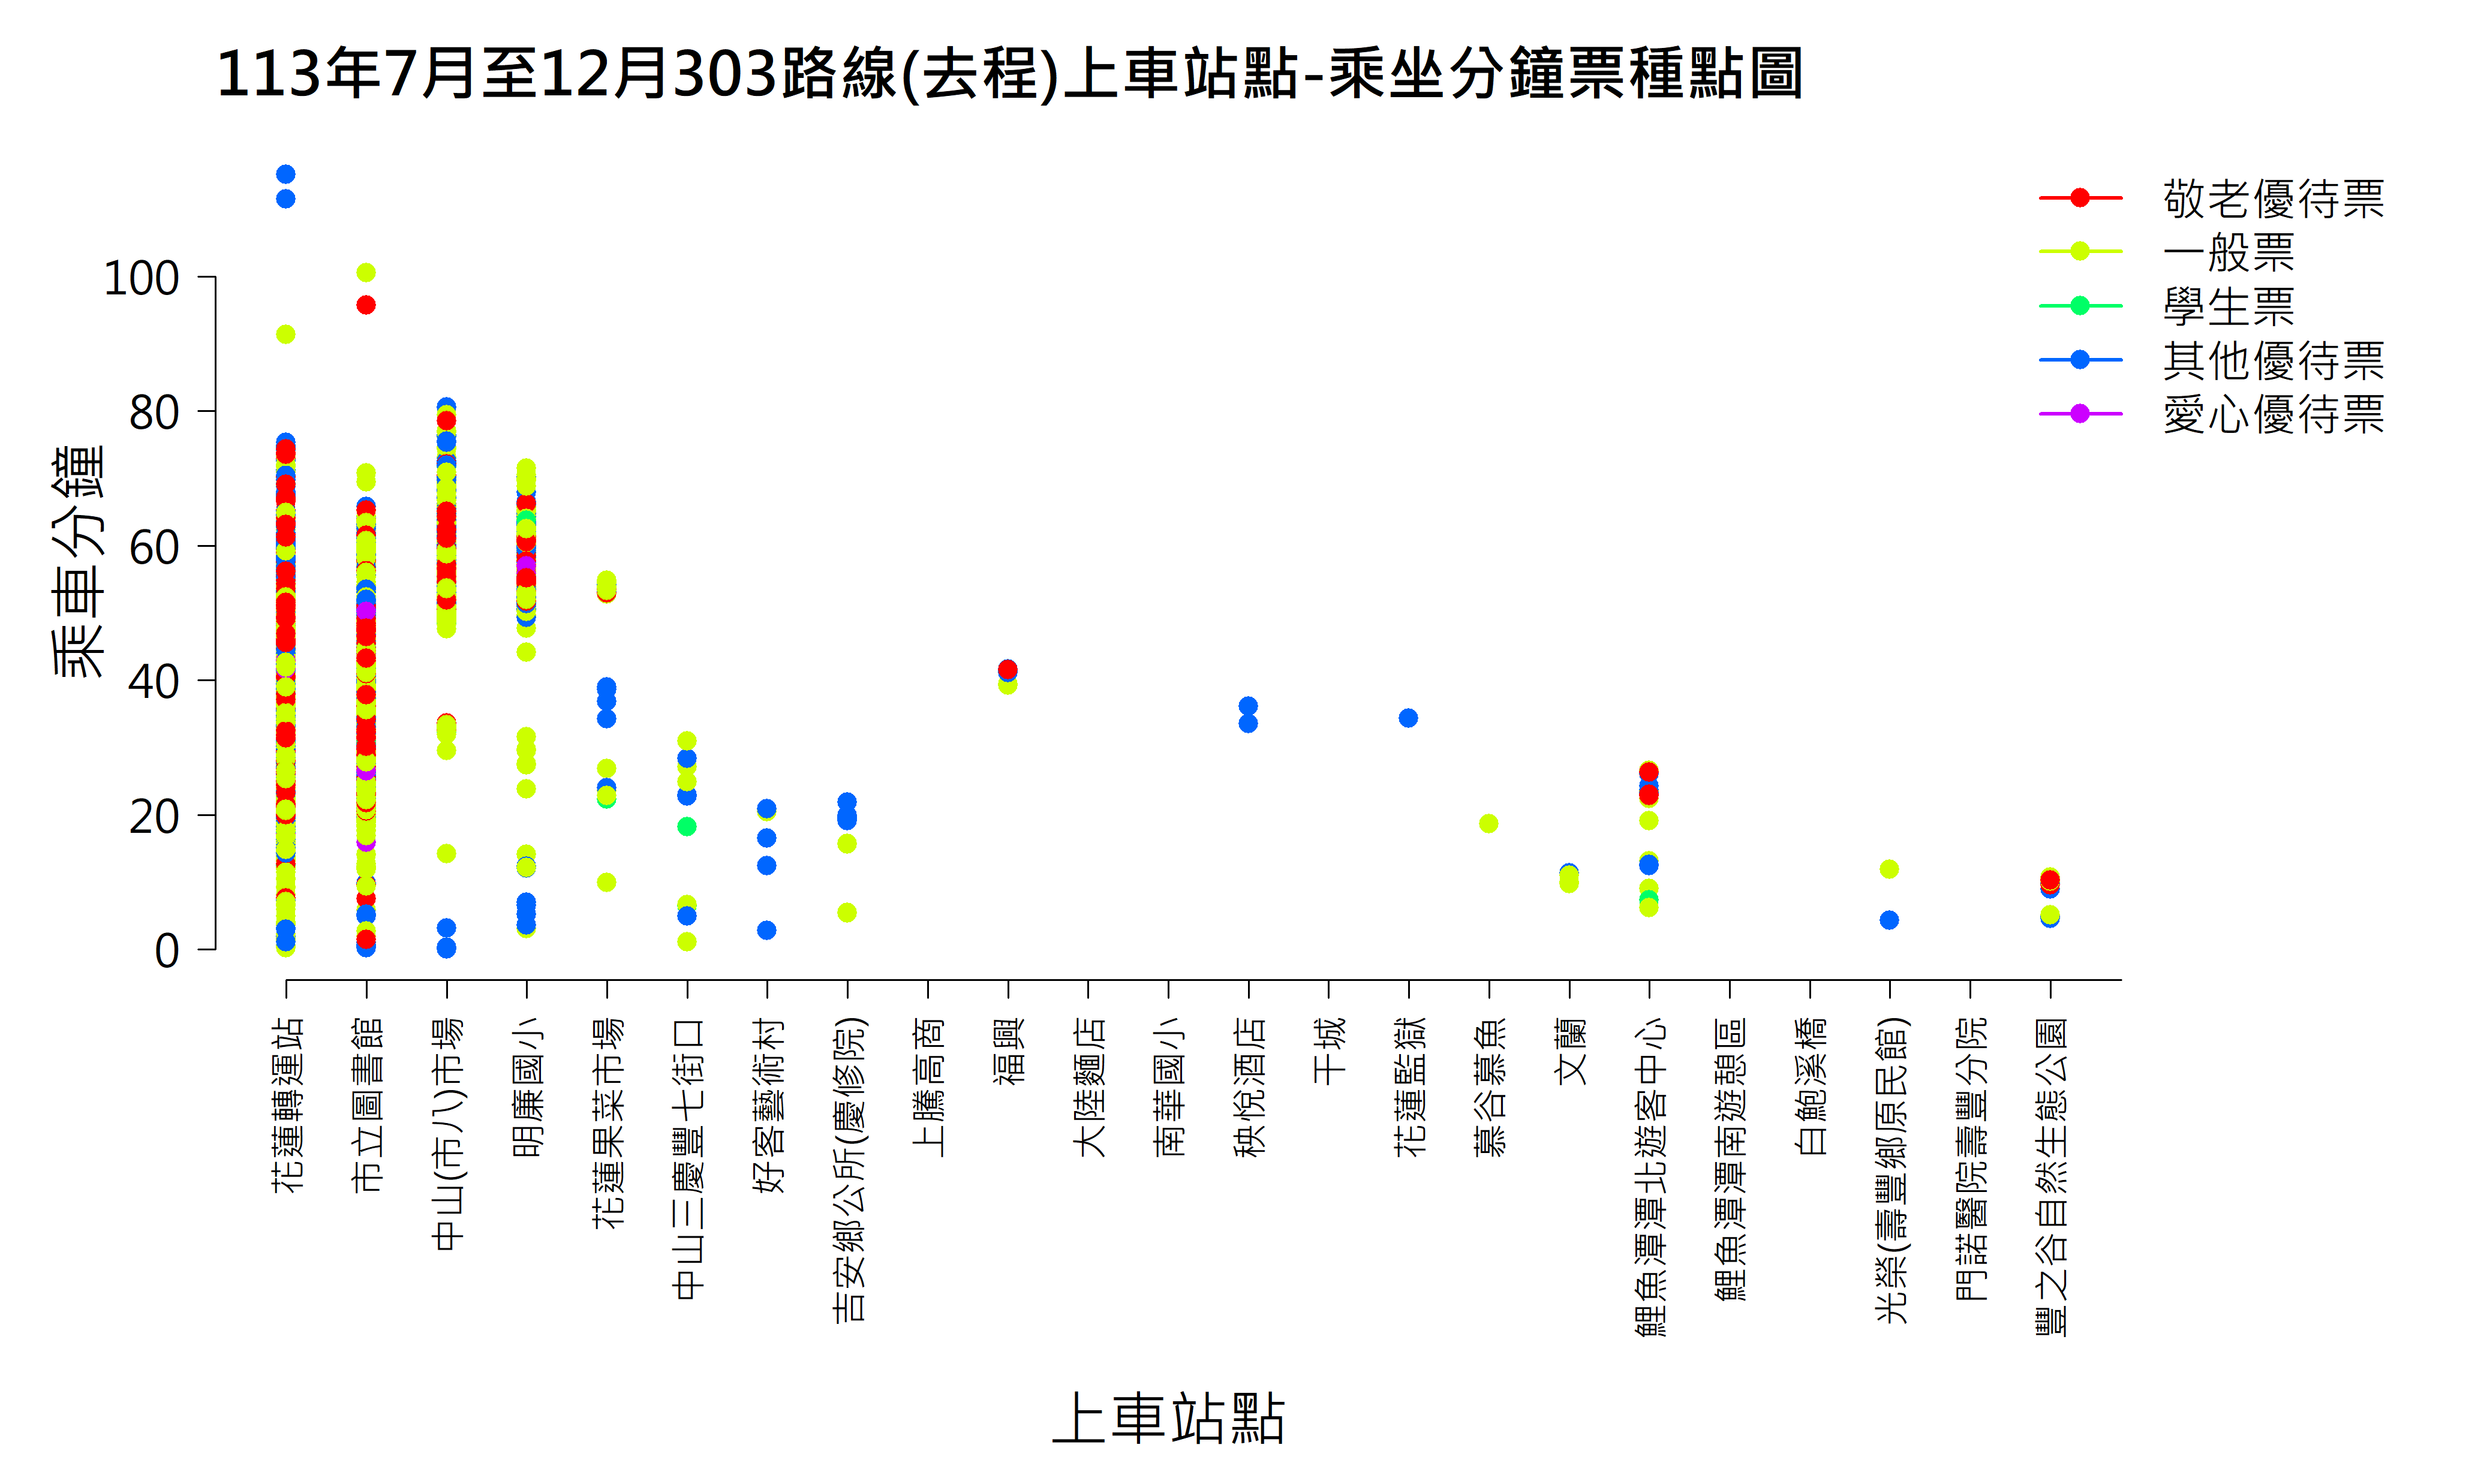 113年7月至12月303路線(去程)上車站點-乘坐分鐘票種點圖
敬老優待票
一般票
學生票
其他優待票
愛心優待票
乘車分鐘
100
80
60
40
20
0
花蓮轉運站
市立圖書館
中山(市八)市場
明廉國小
花蓮果菜市場
中山三慶豐七街口
好客藝術村
吉安鄉公所(慶修院)
上騰高商
福興
大陸麵店
南華國小
秧悅酒店
干城
花蓮監獄
慕谷慕魚
文蘭
鯉魚潭潭北遊客中心
鯉魚潭潭南遊憩區
白鮑溪橋
光榮(壽豐鄉原民館)
門諾醫院壽豐分院
豐之谷自然生態公園
上車站點